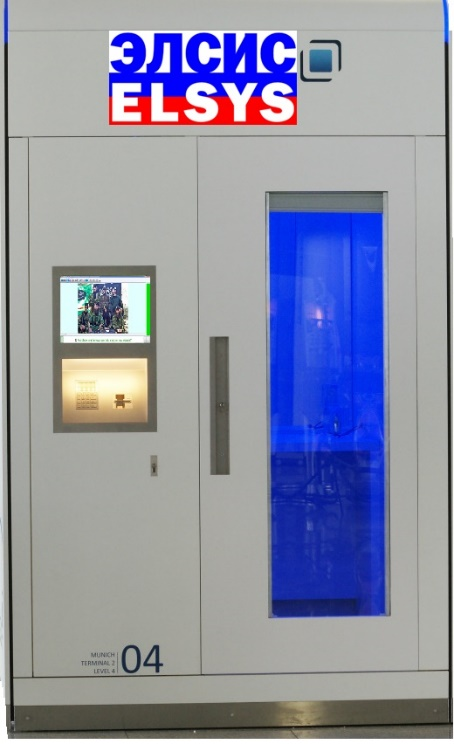 ЭЛСИС
ELSYS
MUNICH
TERMINAL 2
LEVEL 4
04